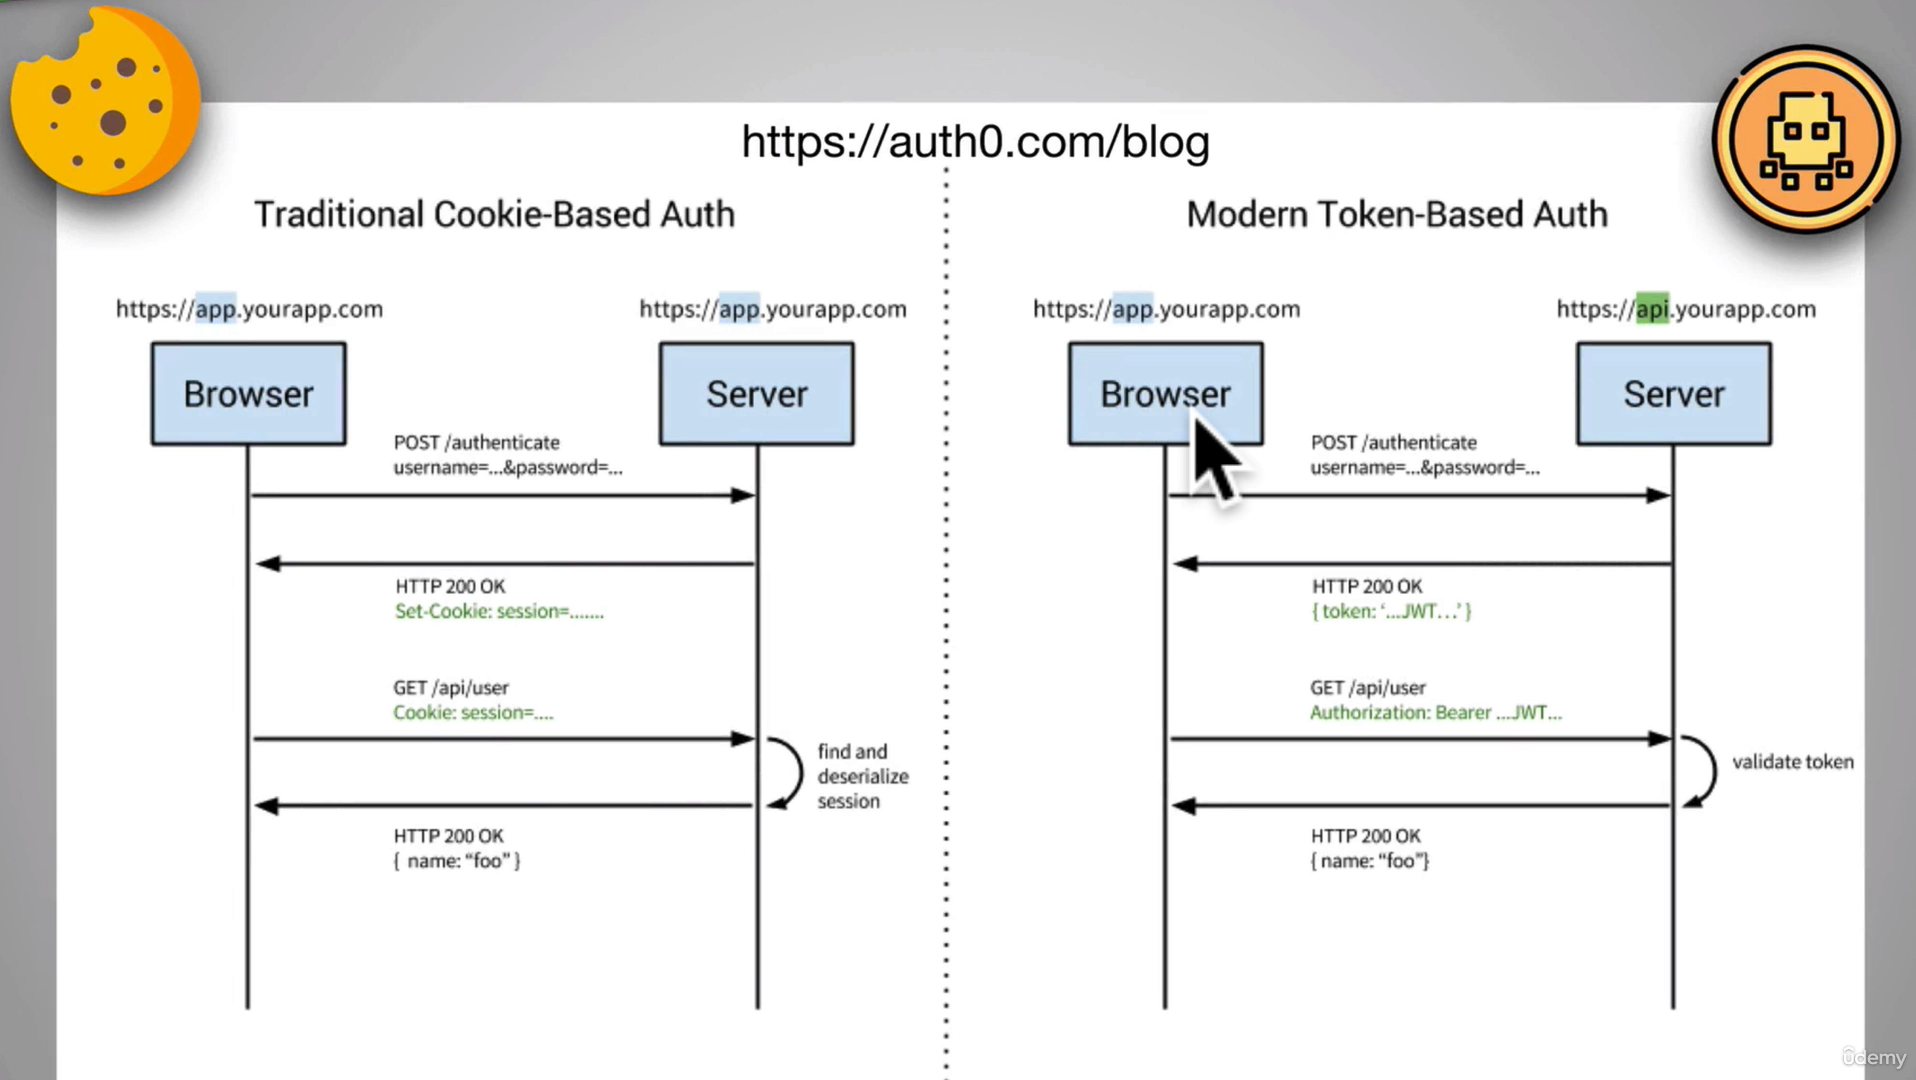 https://auth0.com/blog
Traditional Cookie-Based Auth
https://app.yourapp.com
https://app.yourapp.com
Browser
Server
POST /authenticate
username=...&password=...
HTTP 200 OK
Set-Cookie: session=.......
GET /api/user
Cookie: session=....
find and
deserialize
session
HTTP 200 OK
{ name: “foo” }
Modern Token-Based Auth
https://app.yourapp.com
https://api.yourapp.com
Browser
Server
POST /authenticate
username=...&password=...
HTTP 200 OK
{ token: ‘...JWT...’ }
GET /api/user
Authorization: Bearer ...JWT...
validate token
HTTP 200 OK
{ name: “foo”}
ûdemy